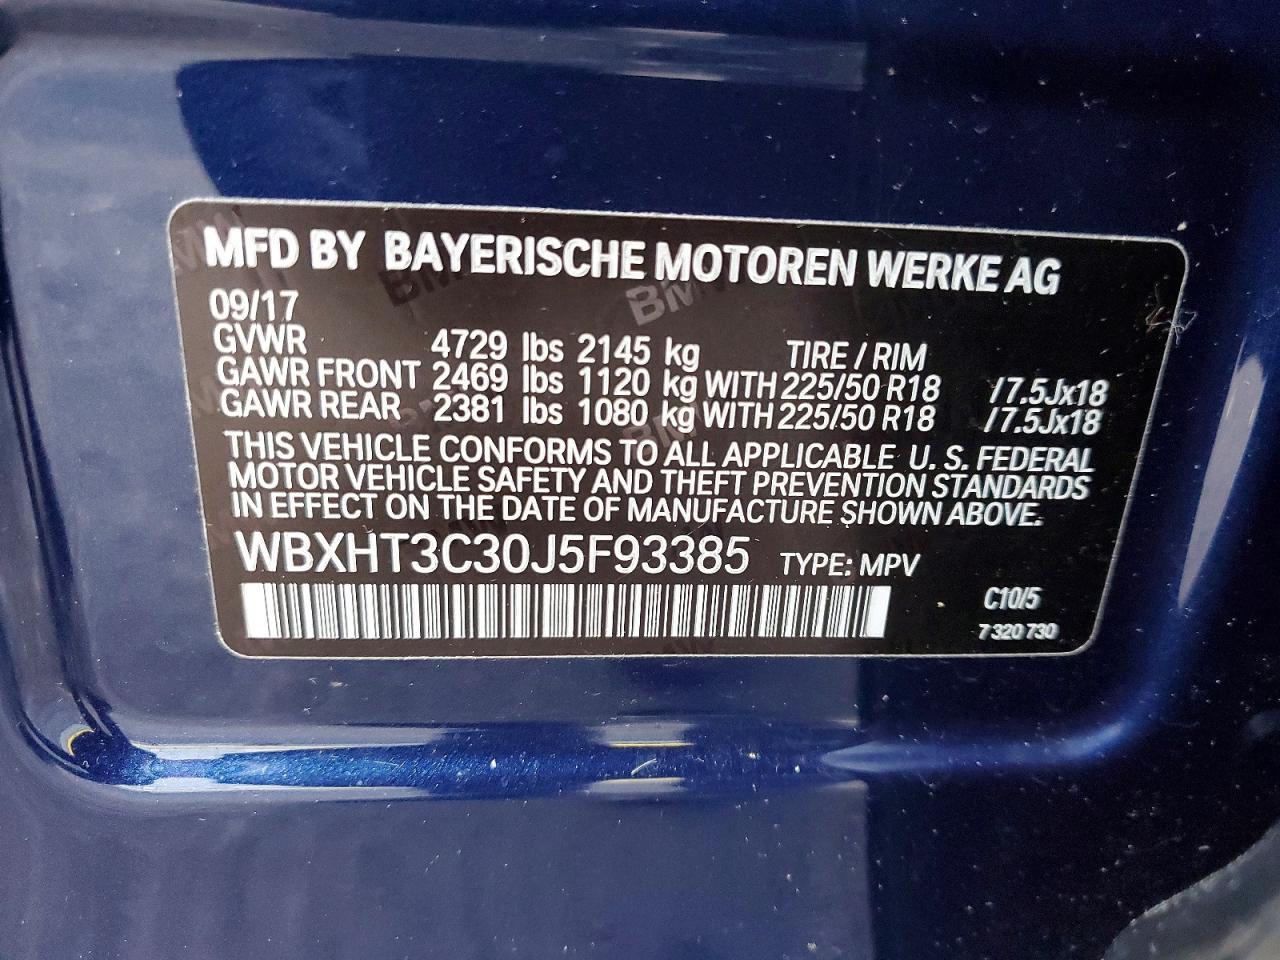 MFD BY BAYERISCHE MOTOREN WERKE AG
09/17
GVWR 4729 lbs 2145 kg TIRE / RIM
GAWR FRONT 2469 lbs 1120 kg WITH 225/50 R18 /7.5Jx18
GAWR REAR 2381 lbs 1080 kg WITH 225/50 R18 /7.5Jx18
THIS VEHICLE CONFORMS TO ALL APPLICABLE U. S. FEDERAL
MOTOR VEHICLE SAFETY AND THEFT PREVENTION STANDARDS
IN EFFECT ON THE DATE OF MANUFACTURE SHOWN ABOVE.
WBXHT3C30J5F93385 TYPE: MPV
C10/5
7 320 730